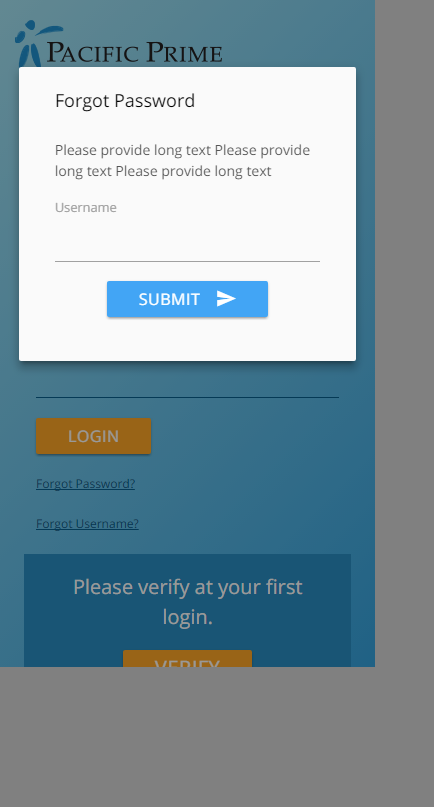 PACIFIC PRIME
Forgot Password
Please provide long text Please provide
long text Please provide long text
Username
SUBMIT
LOGIN
Forgot Password?
Forgot Username?
Please verify at your first
login.
VERIFY